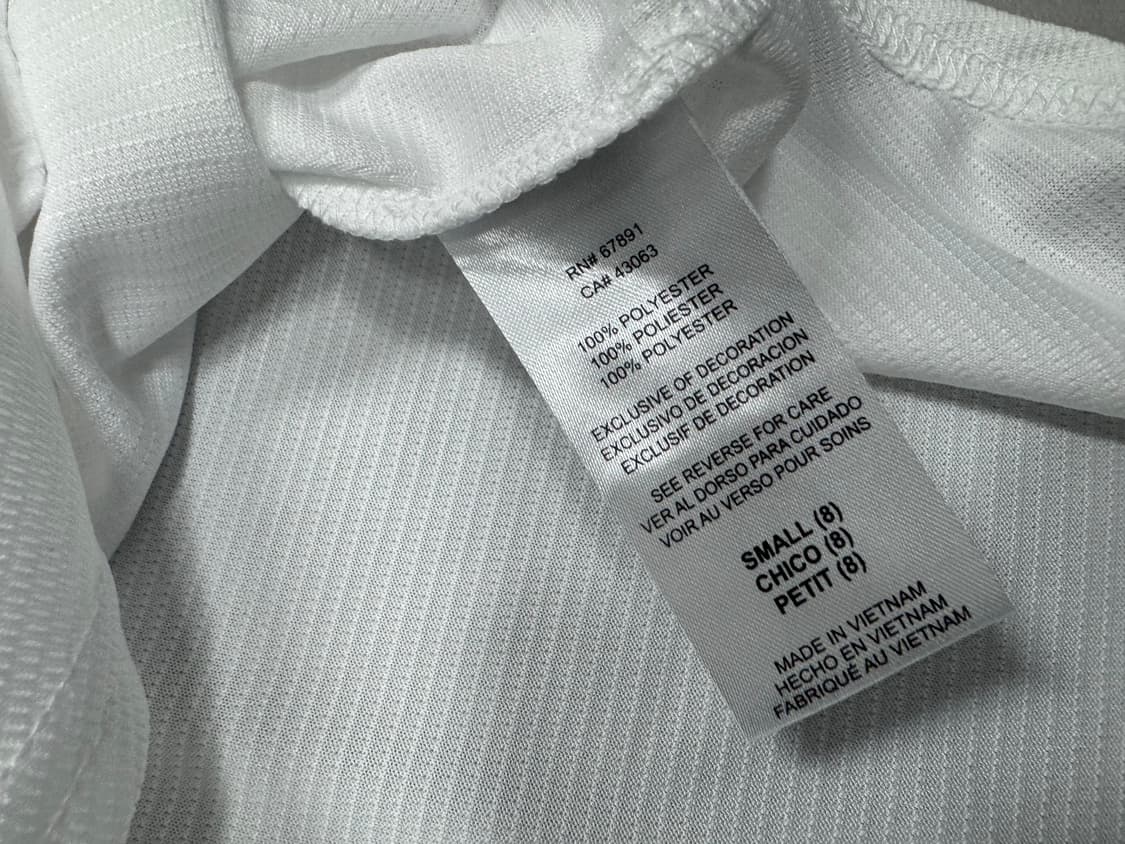 RN# 67891
CA# 43063
100% POLYESTER
100% POLIESTER
100% POLYESTER
EXCLUSIVE OF DECORATION
EXCLUSIVO DE DECORACION
EXCLUSIF DE DECORATION
SEE REVERSE FOR CARE
VER AL DORSO PARA CUIDADO
VOIR AU VERSO POUR SOINS
SMALL (8)
CHICO (8)
PETIT (8)
MADE IN VIETNAM
HECHO EN VIETNAM
FABRIQUÉ AU VIETNAM